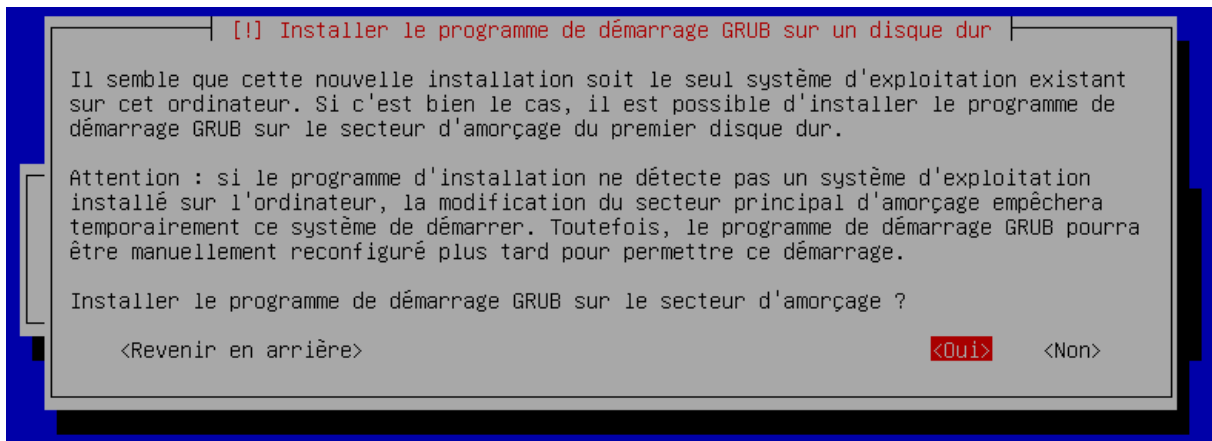 [!] Installer le programme de démarrage GRUB sur un disque dur
Il semble que cette nouvelle installation soit le seul système d'exploitation existant
sur cet ordinateur. Si c'est bien le cas, il est possible d'installer le programme de
démarrage GRUB sur le secteur d'amorçage du premier disque dur.
Attention : si le programme d'installation ne détecte pas un système d'exploitation
installé sur l'ordinateur, la modification du secteur principal d'amorçage empêchera
temporairement ce système de démarrer. Toutefois, le programme de démarrage GRUB pourra
être manuellement reconfiguré plus tard pour permettre ce démarrage.
Installer le programme de démarrage GRUB sur le secteur d'amorçage ?
<Revenir en arrière> <Oui> <Non>